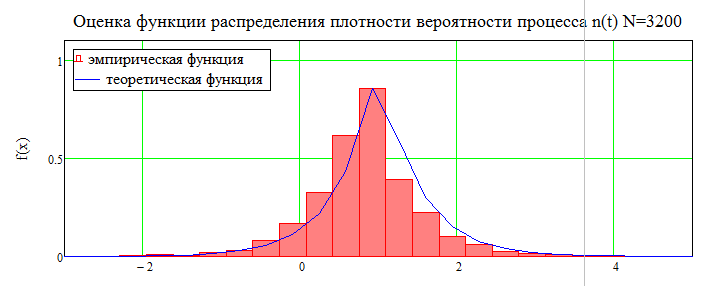 Оценка функции распределения плотности вероятности процесса n(t) N=3200
эмпирическая функция
теоретическая функция
1
0.5
0
f(x)
−2
0
2
4